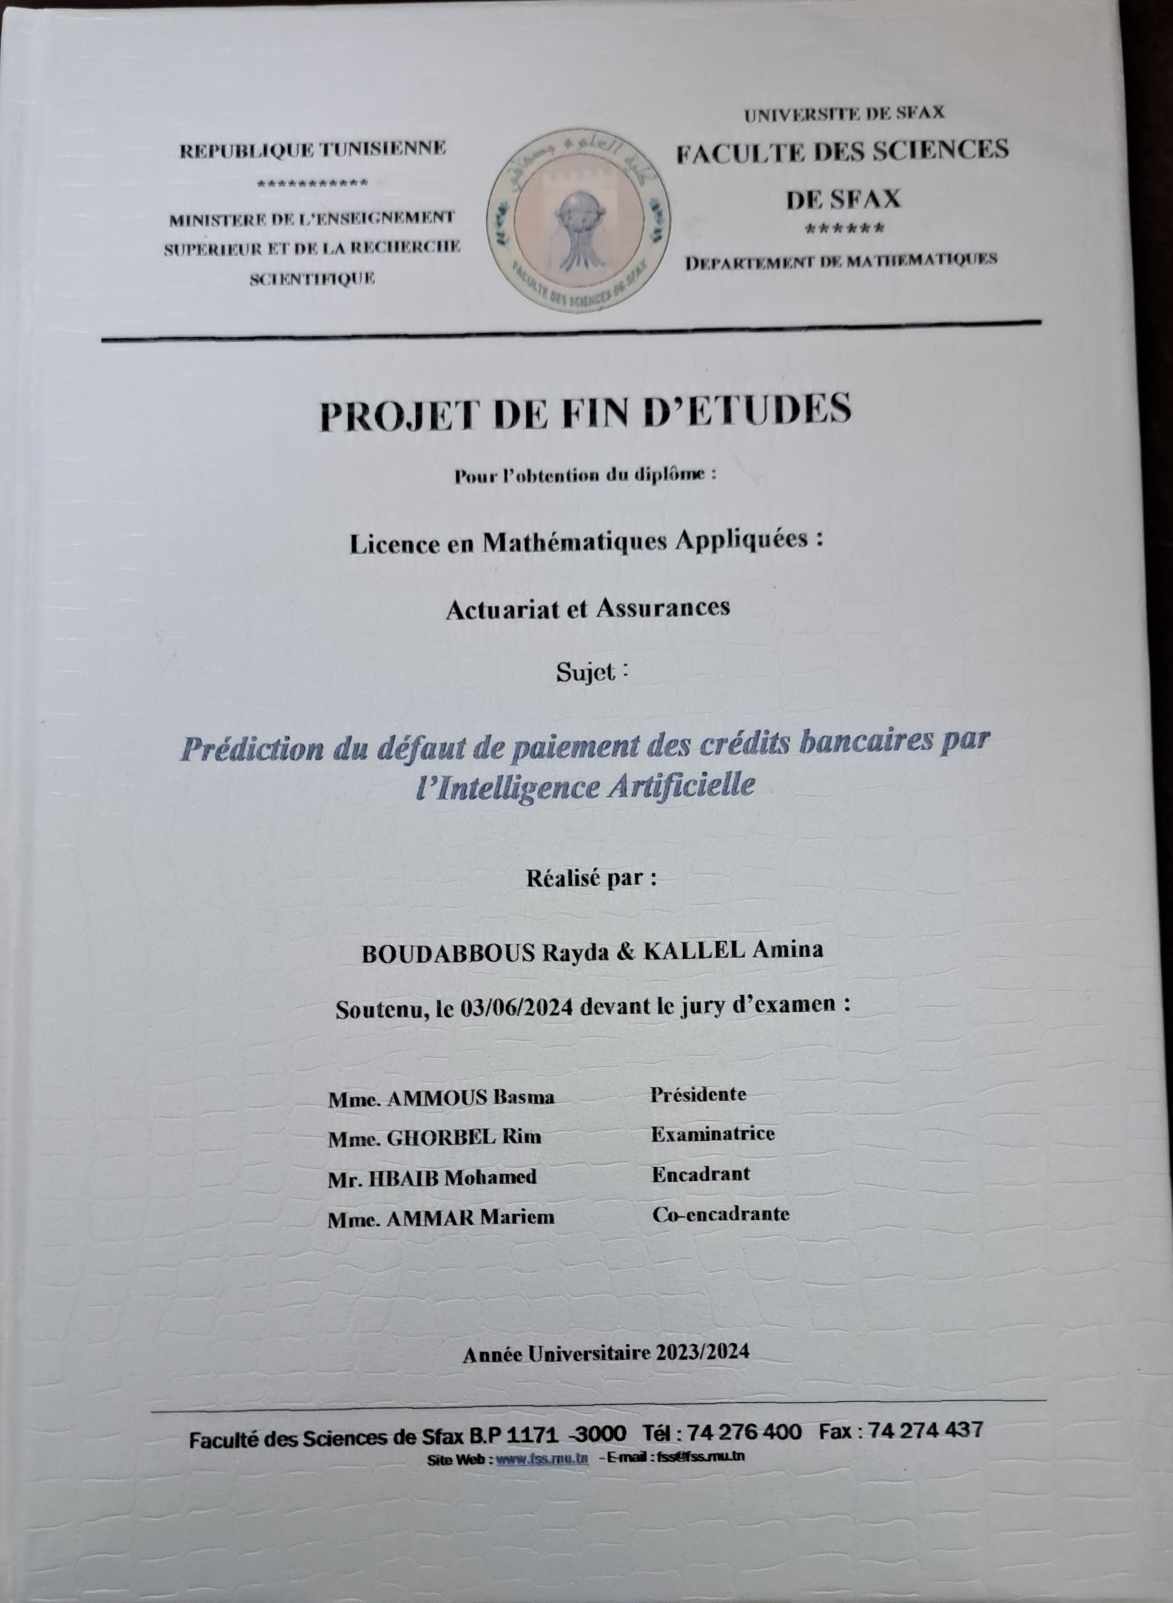 REPUBLIQUE TUNISIENNE
***********
MINISTERE DE L'ENSEIGNEMENT
SUPERIEUR ET DE LA RECHERCHE
SCIENTIFIQUE
كلية العلوم بصفاقس
FACULTE DES SCIENCES DE SFAX
UNIVERSITE DE SFAX
FACULTE DES SCIENCES
DE SFAX
******
DEPARTEMENT DE MATHEMATIQUES
PROJET DE FIN D'ETUDES
Pour l'obtention du diplôme :
Licence en Mathématiques Appliquées :
Actuariat et Assurances
Sujet :
Prédiction du défaut de paiement des crédits bancaires par
l'Intelligence Artificielle
Réalisé par :
BOUDABBOUS Rayda & KALLEL Amina
Soutenu, le 03/06/2024 devant le jury d'examen :
Mme. AMMOUS Basma Présidente
Mme. GHORBEL Rim Examinatrice
Mr. HBAIB Mohamed Encadrant
Mme. AMMAR Mariem Co-encadrante
Année Universitaire 2023/2024
Faculté des Sciences de Sfax B.P 1171 -3000 Tél : 74 276 400 Fax : 74 274 437
Site Web : www.fss.rnu.tn - E-mail : fss@fss.rnu.tn